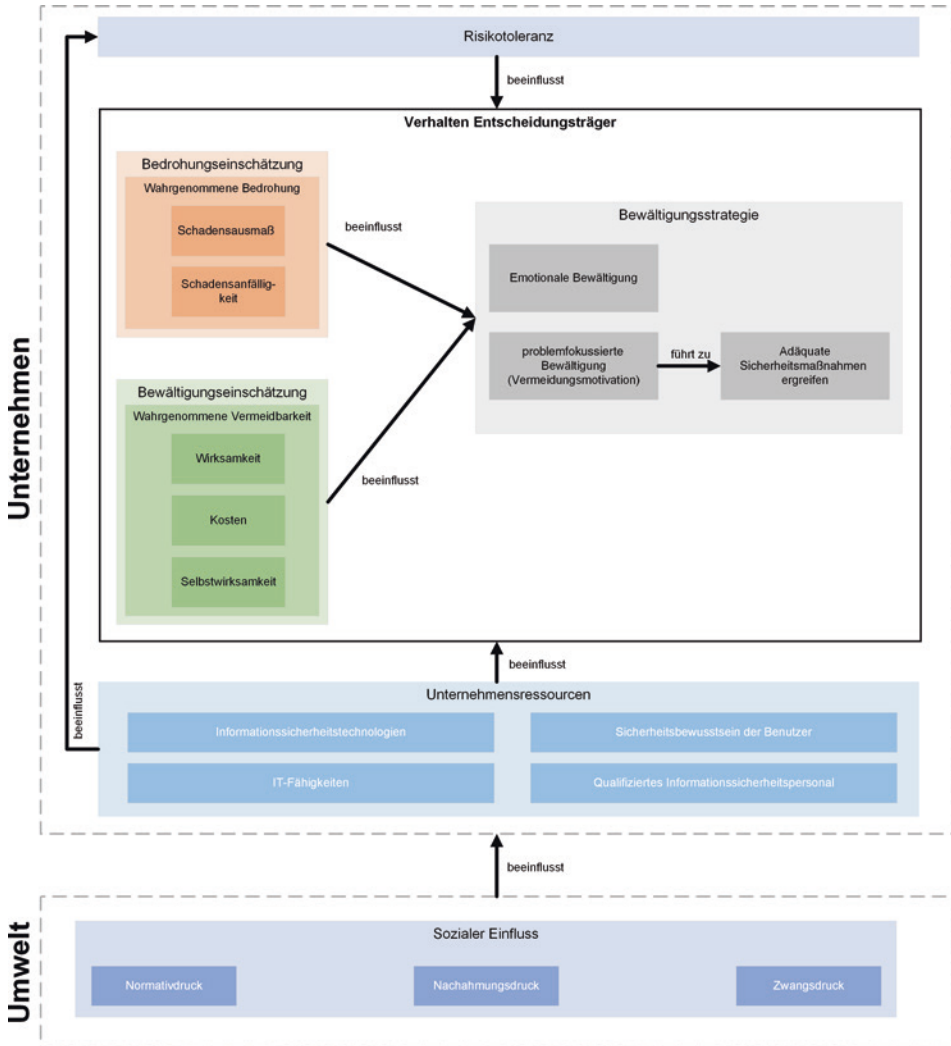 Unternehmen
Risikotoleranz
beeinflusst
Verhalten Entscheidungsträger
Bedrohungseinschätzung
Wahrgenommene Bedrohung
Schadensausmaß
Schadensanfällig-
keit
beeinflusst
Bewältigungsstrategie
Emotionale Bewältigung
problemfokussierte
Bewältigung
(Vermeidungsmotivation)
führt zu
Adäquate
Sicherheitsmaßnahmen
ergreifen
Bewältigungseinschätzung
Wahrgenommene Vermeidbarkeit
Wirksamkeit
Kosten
Selbstwirksamkeit
beeinflusst
beeinflusst
beeinflusst
Unternehmensressourcen
Informationssicherheitstechnologien
Sicherheitsbewusstsein der Benutzer
IT-Fähigkeiten
Qualifiziertes Informationssicherheitspersonal
beeinflusst
Umwelt
Sozialer Einfluss
Normativdruck
Nachahmungsdruck
Zwangsdruck